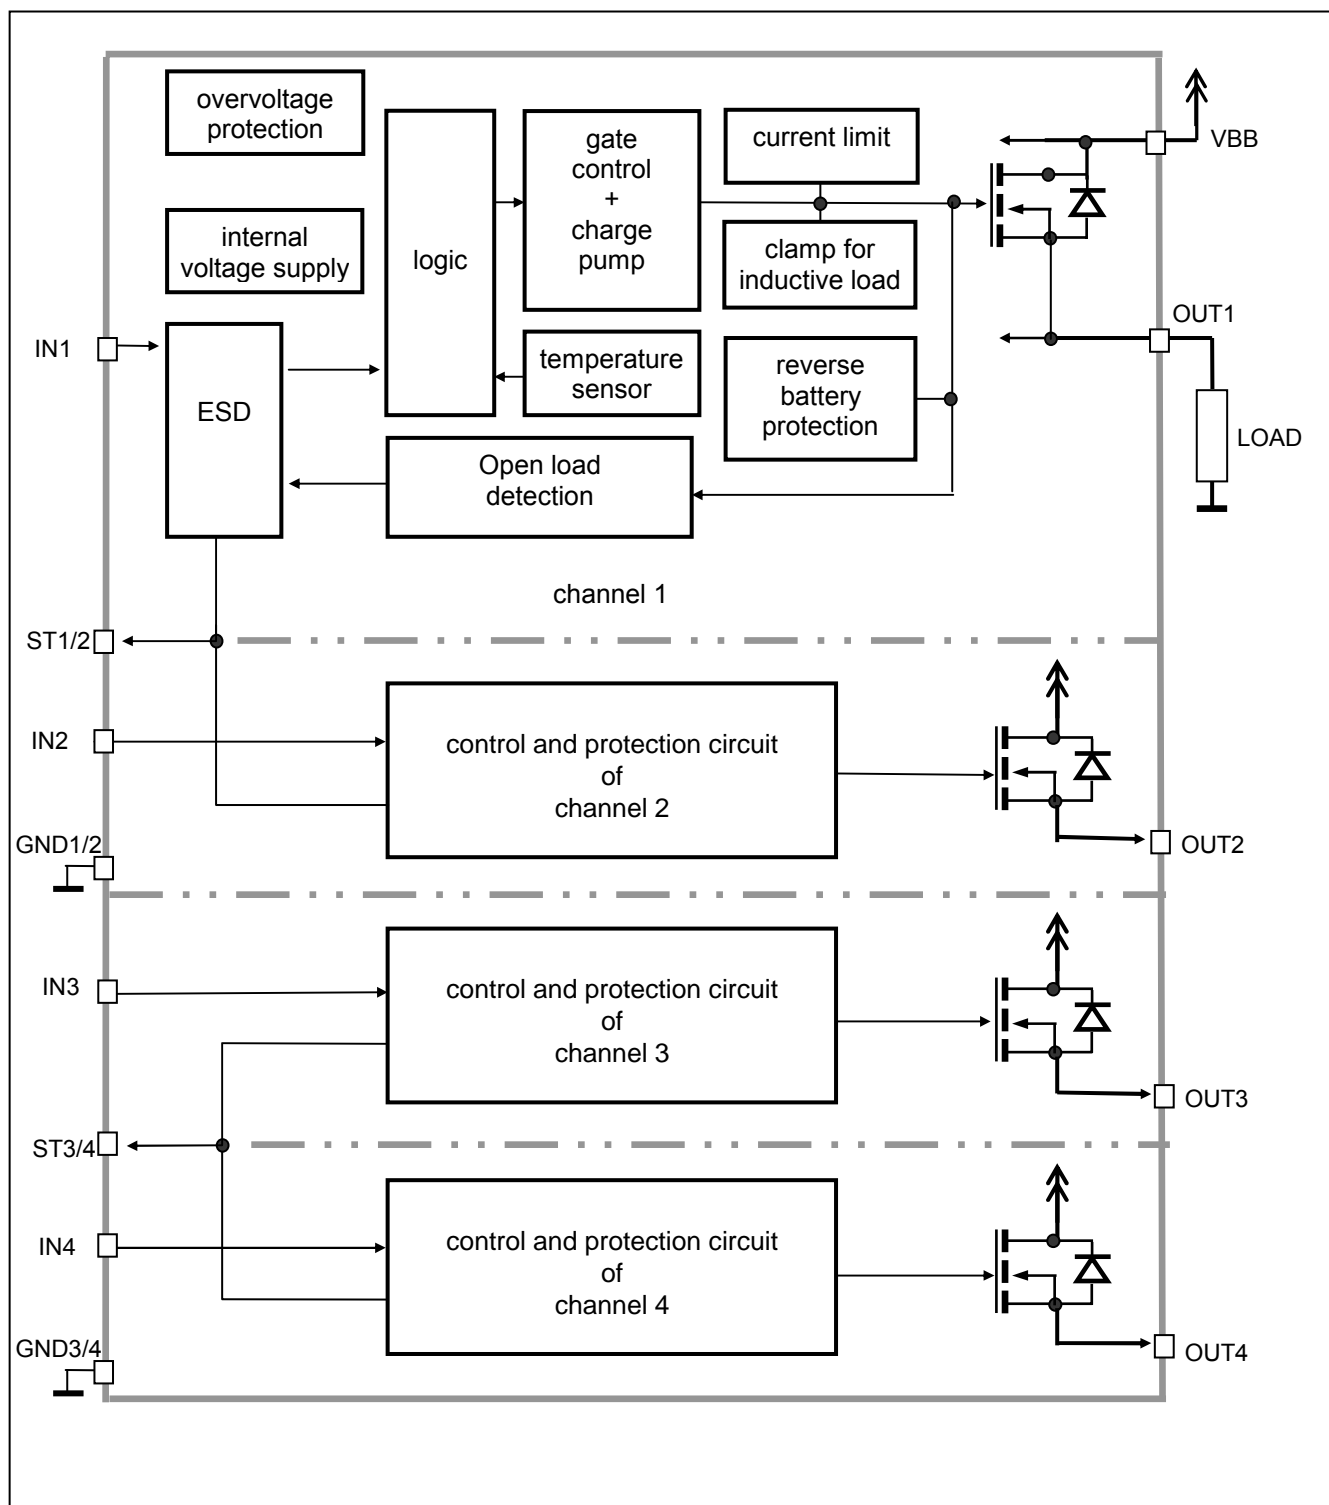 overvoltage
protection
internal
voltage supply
logic
gate
control
+
charge
pump
current limit
clamp for
inductive load
VBB
IN1
ESD
temperature
sensor
reverse
battery
protection
OUT1
LOAD
Open load
detection
channel 1
ST1/2
IN2
control and protection circuit
of
channel 2
GND1/2
OUT2
IN3
control and protection circuit
of
channel 3
OUT3
ST3/4
IN4
control and protection circuit
of
channel 4
GND3/4
OUT4